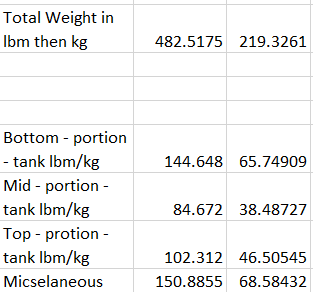 Total Weight in
lbm then kg 482.5175 219.3261
Bottom - portion
- tank lbm/kg 144.648 65.74909
Mid - portion -
tank lbm/kg 84.672 38.48727
Top - protion -
tank lbm/kg 102.312 46.50545
Micselaneous 150.8855 68.58432